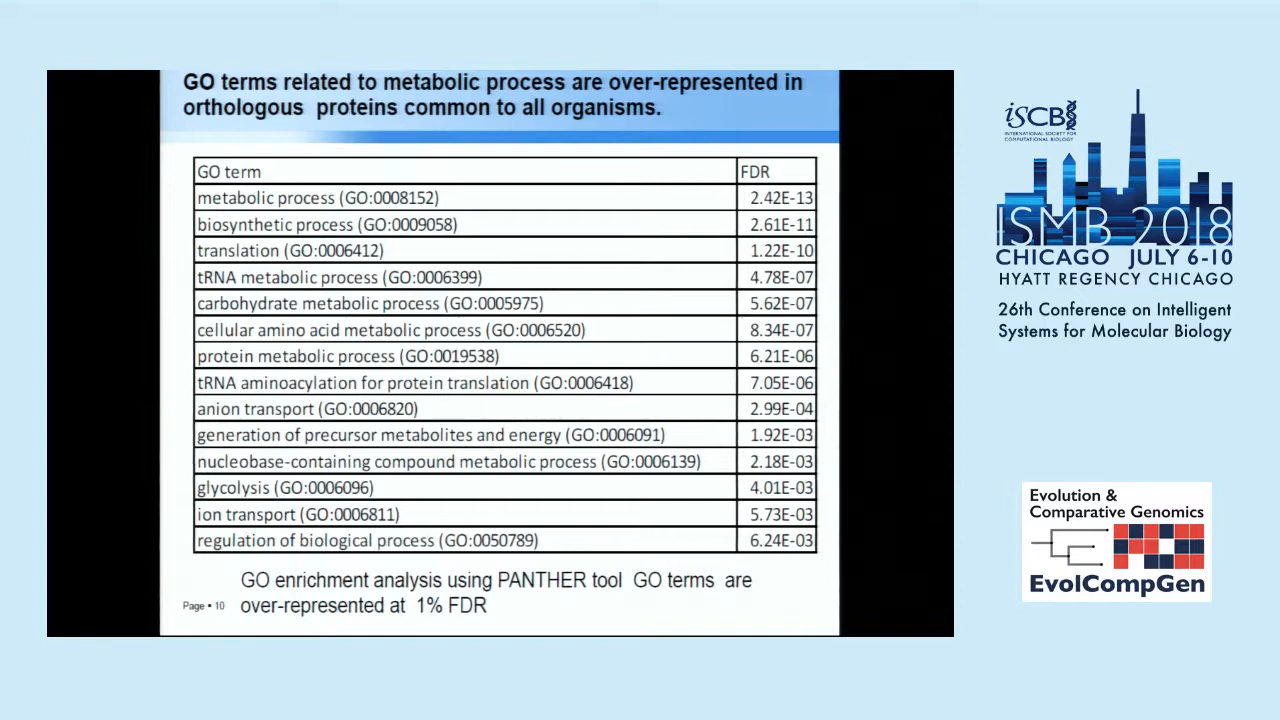 GO terms related to metabolic process are over-represented in
orthologous proteins common to all organisms.
GO term FDR
metabolic process (GO:0008152) 2.42E-13
biosynthetic process (GO:0009058) 2.61E-11
translation (GO:0006412) 1.22E-10
tRNA metabolic process (GO:0006399) 4.78E-07
carbohydrate metabolic process (GO:0005975) 5.62E-07
cellular amino acid metabolic process (GO:0006520) 8.34E-07
protein metabolic process (GO:0019538) 6.21E-06
tRNA aminoacylation for protein translation (GO:0006418) 7.05E-06
anion transport (GO:0006820) 2.99E-04
generation of precursor metabolites and energy (GO:0006091) 1.92E-03
nucleobase-containing compound metabolic process (GO:0006139) 2.18E-03
glycolysis (GO:0006096) 4.01E-03
ion transport (GO:0006811) 5.73E-03
regulation of biological process (GO:0050789) 6.24E-03
GO enrichment analysis using PANTHER tool GO terms are
over-represented at 1% FDR
Page ▪ 10
iSCB
INTERNATIONAL SOCIETY FOR
COMPUTATIONAL BIOLOGY
ISMB 2018
CHICAGO JULY 6-10
HYATT REGENCY CHICAGO
26th Conference on Intelligent
Systems for Molecular Biology
Evolution &
Comparative Genomics
EvolCompGen